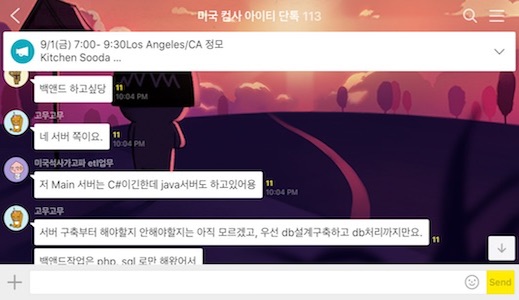 미국 컴사 아이티 단톡 113
9/1(금) 7:00- 9:30Los Angeles/CA 정모
Kitchen Sooda ...
백앤드 하고싶당
11
10:04 PM
고무고무
네 서버 쪽이요.
11
10:04 PM
미국석사가고파 etl업무
저 Main 서버는 C#이긴한데 java서버도 하고있어용
11
10:04 PM
고무고무
서버 구축부터 해야할지 안해야할지는 아직 모르겠고, 우선 db설계구축하고 db처리까지만요.
11
백앤드작업은 php, sql 로만 해왔어서
Send